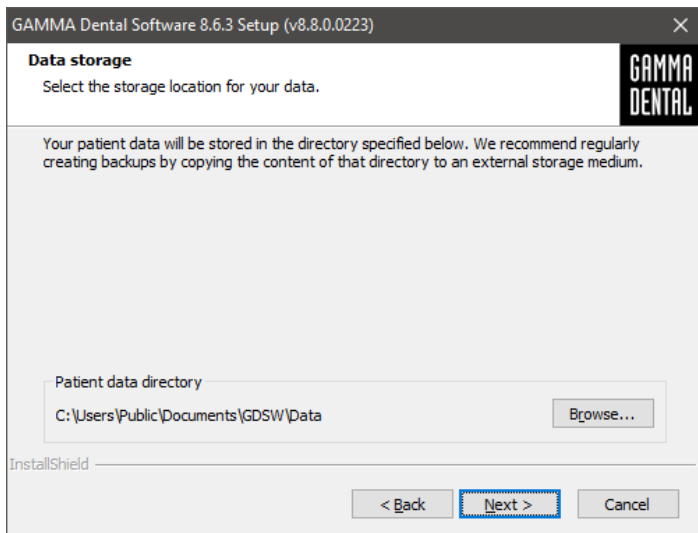 GAMMA Dental Software 8.6.3 Setup (v8.8.0.0223)
Data storage
Select the storage location for your data.
GAMMA
DENTAL
Your patient data will be stored in the directory specified below. We recommend regularly
creating backups by copying the content of that directory to an external storage medium.
Patient data directory
C:\Users\Public\Documents\GDSW\Data
Browse...
InstallShield
< Back
Next >
Cancel